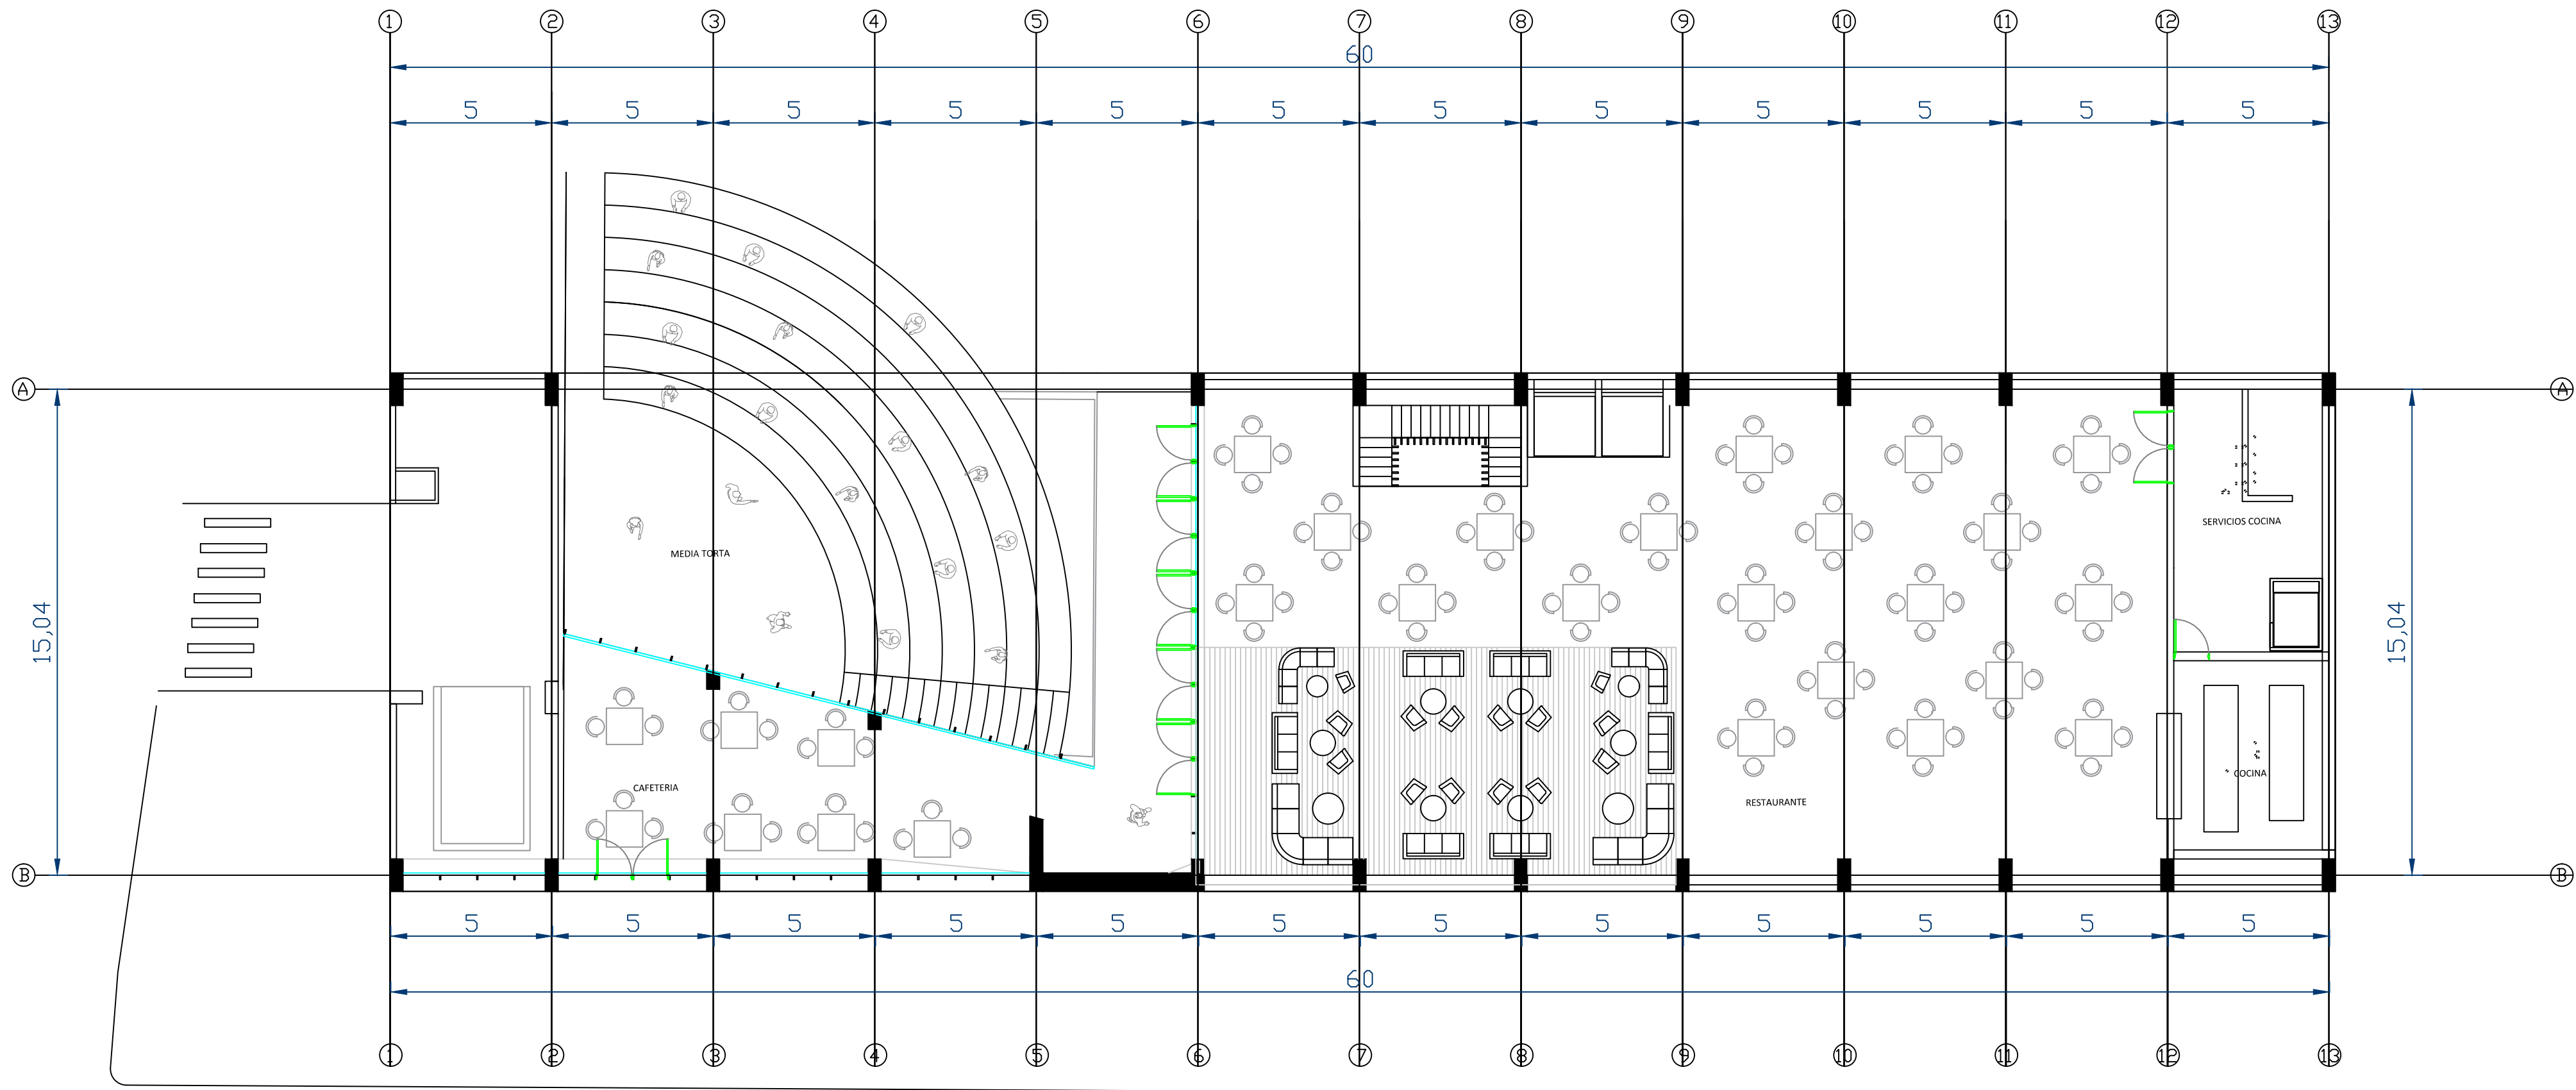 1 2 3 4 5 6 7 8 9 10 11 12 13
60
5 5 5 5 5 5 5 5 5 5 5 5
A A
SERVICIOS COCINA
MEDIA TORTA
15,04 15,04
COCINA
CAFETERIA
RESTAURANTE
B B
5 5 5 5 5 5 5 5 5 5 5 5
60
1 2 3 4 5 6 7 8 9 10 11 12 13